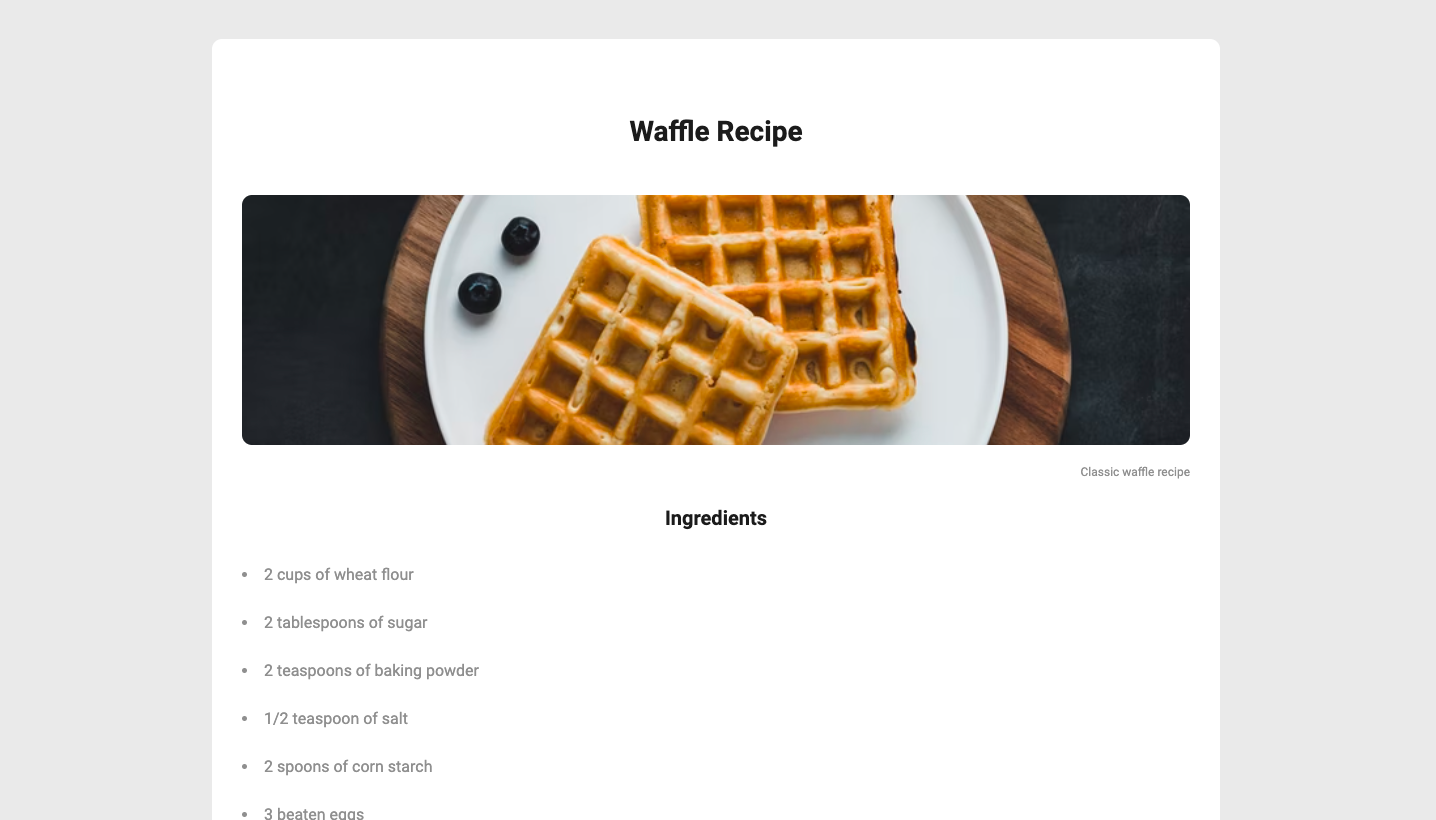 Waffle Recipe
Classic waffle recipe
Ingredients
2 cups of wheat flour
2 tablespoons of sugar
2 teaspoons of baking powder
1/2 teaspoon of salt
2 spoons of corn starch
3 beaten eggs